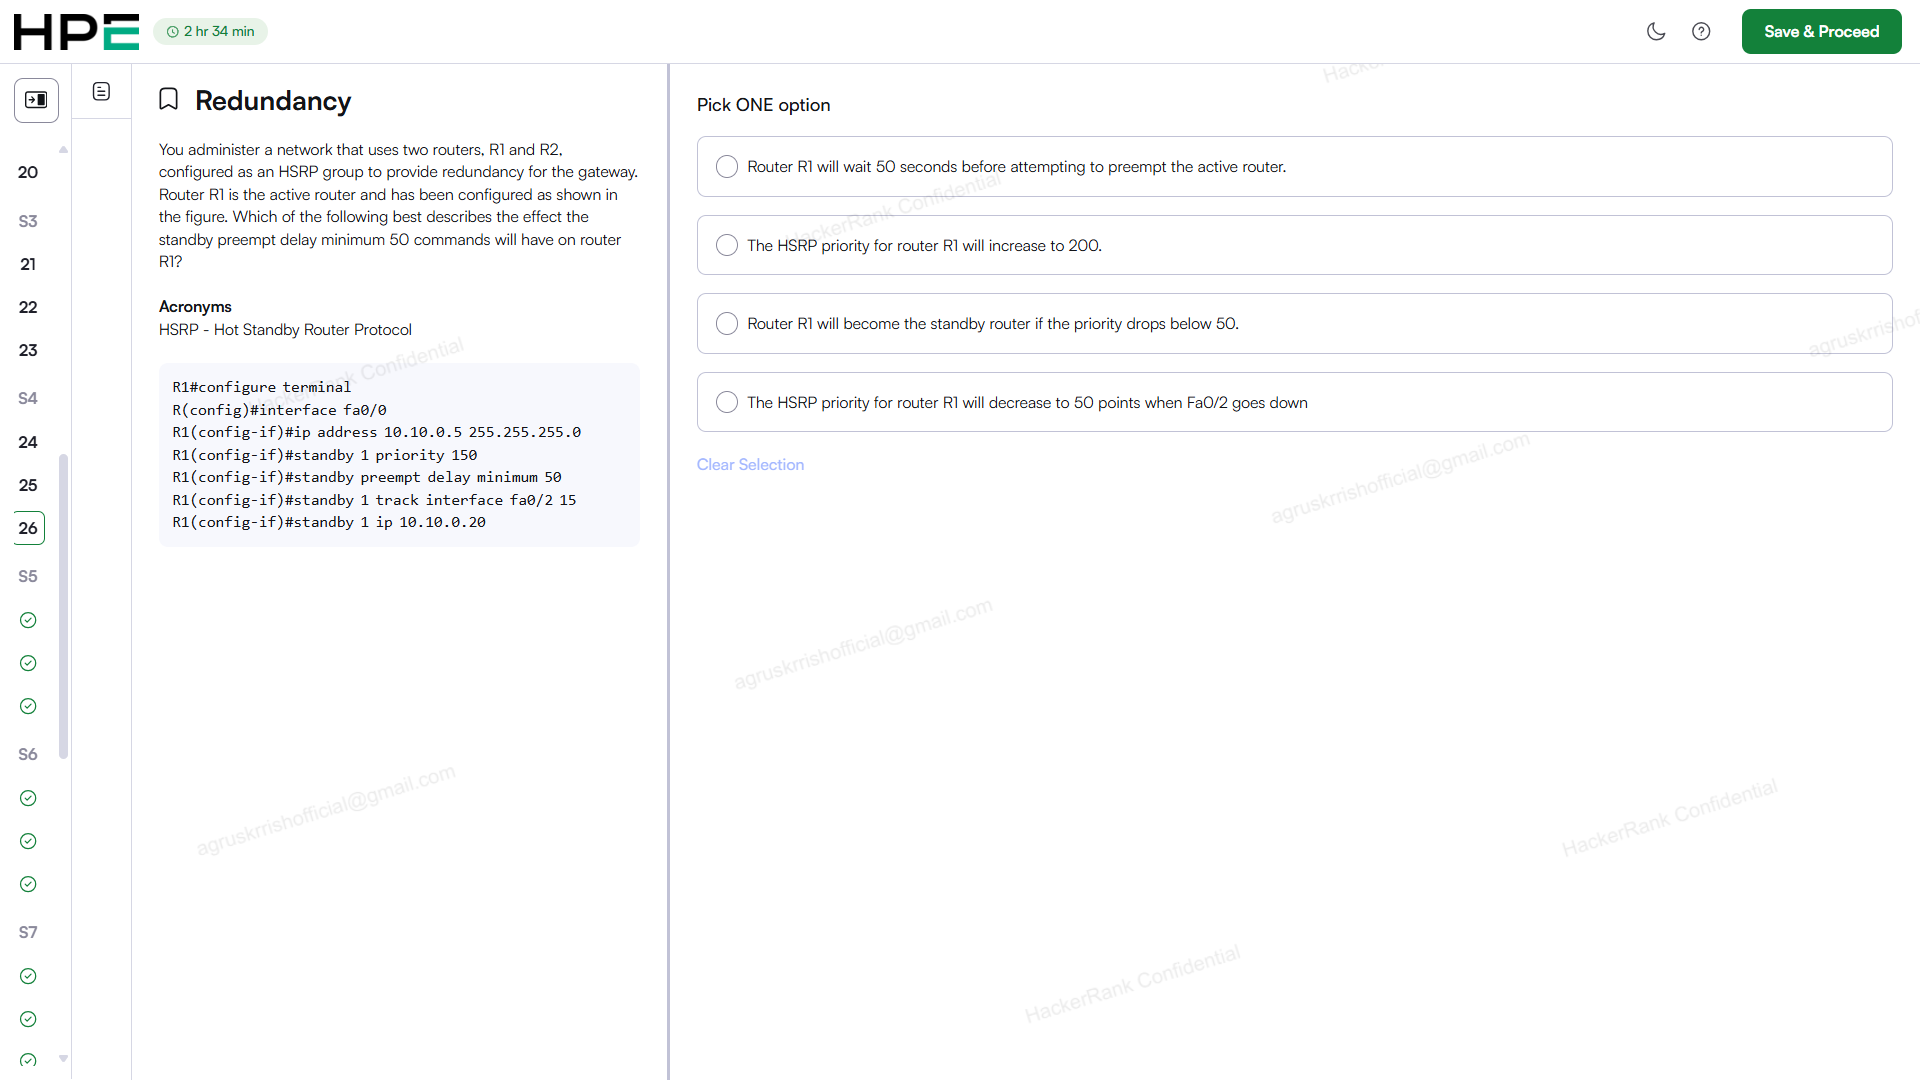 HPE
2 hr 34 min
Save & Proceed
20
S3
21
22
23
S4
24
25
26
S5
S6
S7
Redundancy
You administer a network that uses two routers, R1 and R2,
configured as an HSRP group to provide redundancy for the gateway.
Router R1 is the active router and has been configured as shown in
the figure. Which of the following best describes the effect the
standby preempt delay minimum 50 commands will have on router
R1?
Acronyms
HSRP - Hot Standby Router Protocol
R1#configure terminal
R(config)#interface fa0/0
R1(config-if)#ip address 10.10.0.5 255.255.255.0
R1(config-if)#standby 1 priority 150
R1(config-if)#standby preempt delay minimum 50
R1(config-if)#standby 1 track interface fa0/2 15
R1(config-if)#standby 1 ip 10.10.0.20
Pick ONE option
Router R1 will wait 50 seconds before attempting to preempt the active router.
The HSRP priority for router R1 will increase to 200.
Router R1 will become the standby router if the priority drops below 50.
The HSRP priority for router R1 will decrease to 50 points when Fa0/2 goes down
Clear Selection
HackerRank Confidential
agruskrrishofficial@gmail.com
agruskrrishofficial@gmail.com
agruskrrishofficial@gmail.com
HackerRank Confidential
HackerRank Confidential